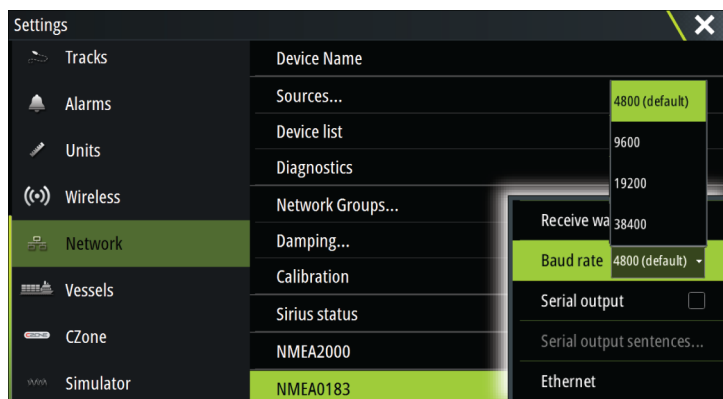 Settings
Tracks
Alarms
Units
Wireless
Network
Vessels
CZONE
CZone
Simulator
Device Name
Sources...
Device list
Diagnostics
Network Groups...
Damping...
Calibration
Sirius status
NMEA2000
NMEA0183
4800 (default)
9600
19200
38400
Receive wa
Baud rate 4800 (default)
Serial output
Serial output sentences...
Ethernet